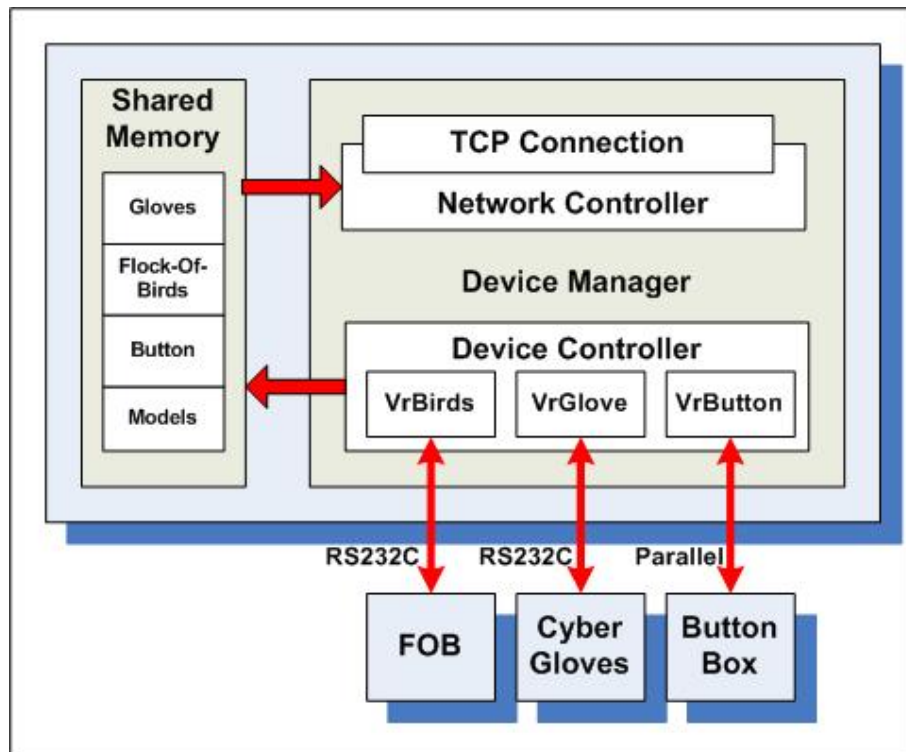 Shared
Memory
Gloves
Flock-Of-
Birds
Button
Models
TCP Connection
Network Controller
Device Manager
Device Controller
VrBirds
VrGlove
VrButton
RS232C
RS232C
Parallel
FOB
Cyber
Gloves
Button
Box